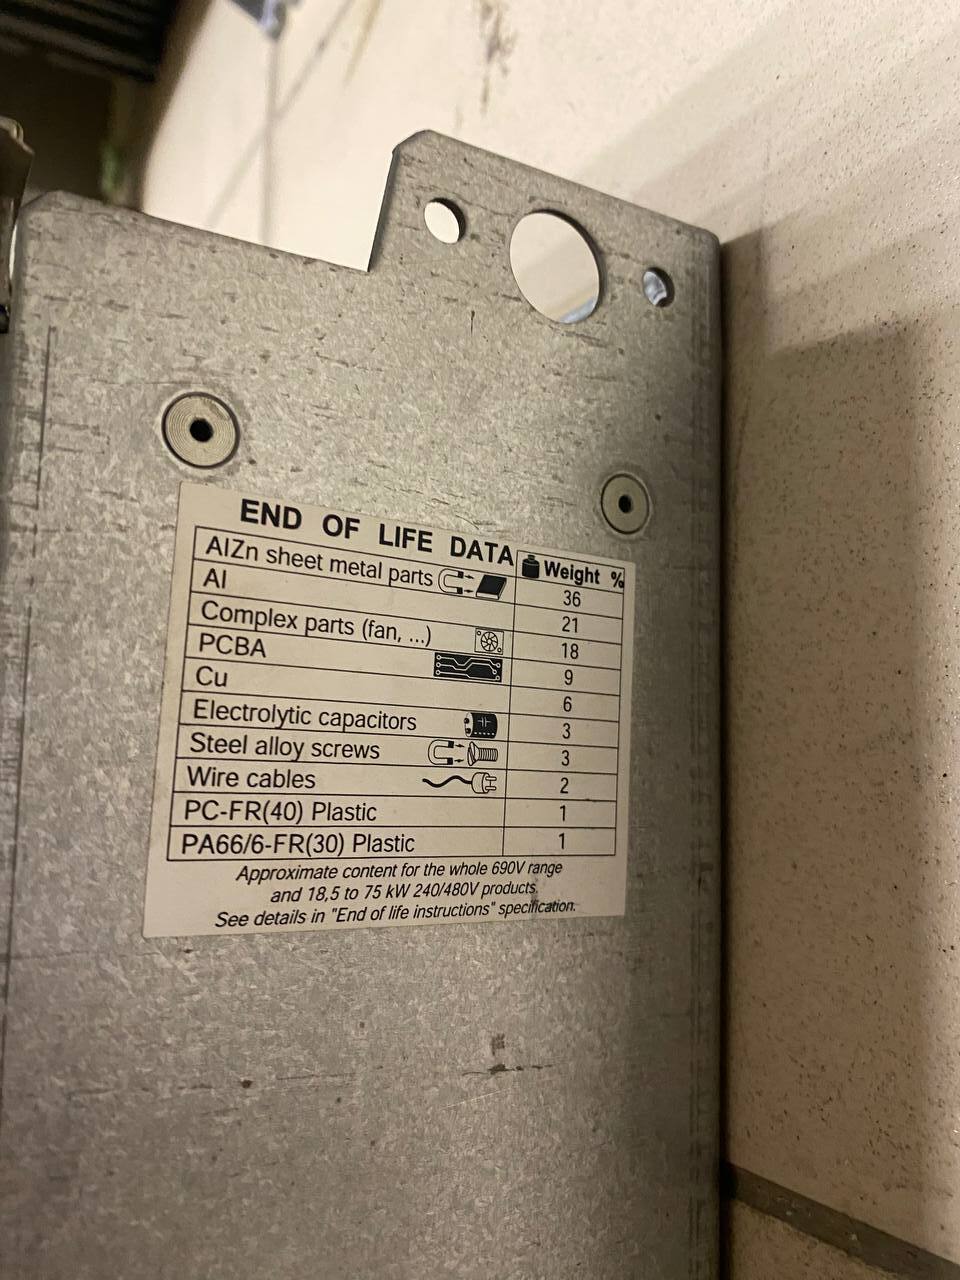 END OF LIFE DATA
Weight %
AlZn sheet metal parts 36
Al 21
Complex parts (fan, ...) 18
PCBA 9
Cu 6
Electrolytic capacitors 3
Steel alloy screws 3
Wire cables 2
PC-FR(40) Plastic 1
PA66/6-FR(30) Plastic 1
Approximate content for the whole 690V range
and 18,5 to 75 kW 240/480V products.
See details in "End of life instructions" specification.